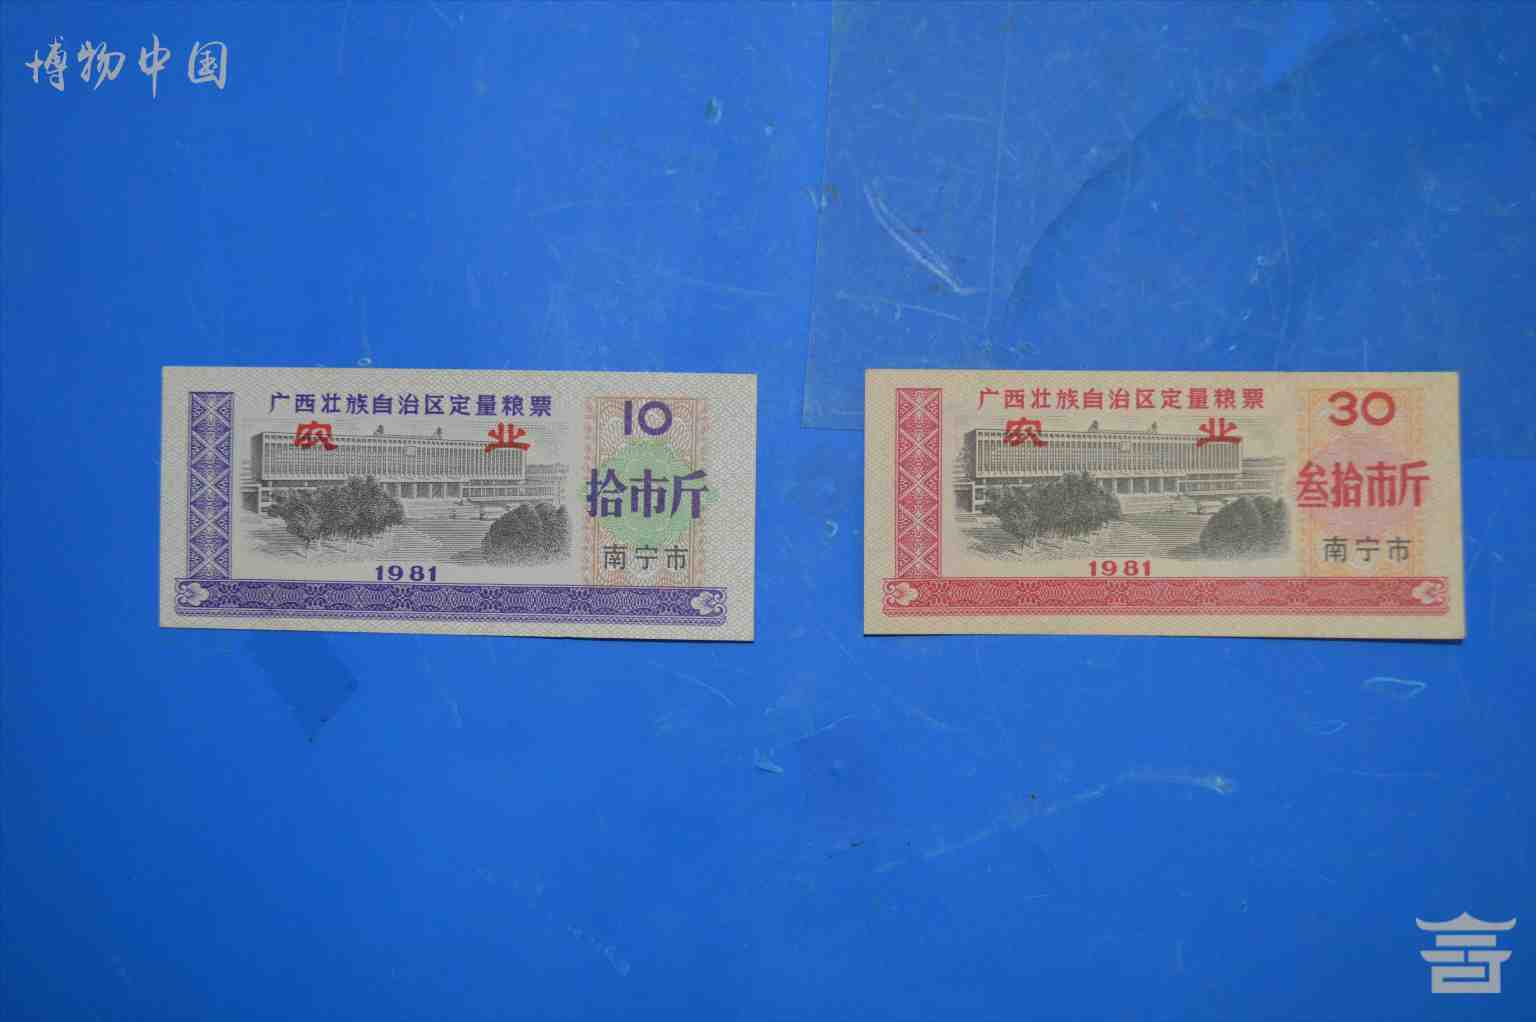 博物中国
广西壮族自治区定量粮票
农 业
10
拾市斤
南宁市
1981
广西壮族自治区定量粮票
农 业
30
叁拾市斤
南宁市
1981